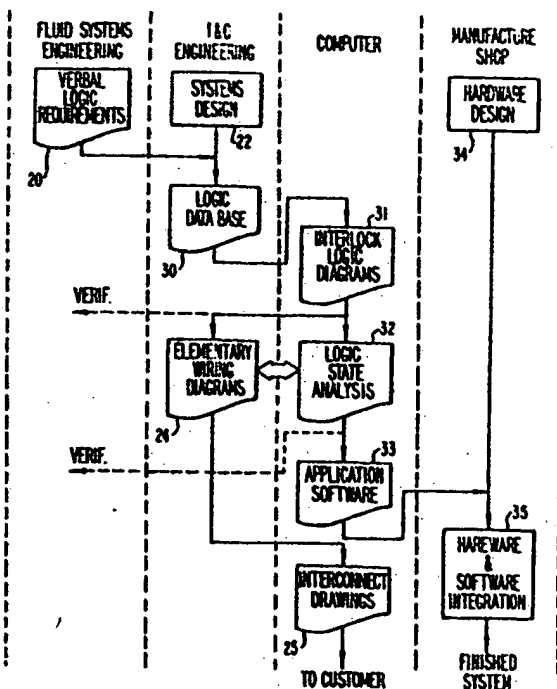 FLUID SYSTEMS
ENGINEERING
I&C
ENGINEERING
COMPUTER
MANUFACTURE
SHOP
VERBAL
LOGIC
REQUIREMENTS
20
SYSTEMS
DESIGN
22
HARDWARE
DESIGN
34
LOGIC
DATA BASE
30
31
INTERLOCK
LOGIC
DIAGRAMS
VERIF.
ELEMENTARY
WIRING
DIAGRAMS
24
32
LOGIC
STATE
ANALYSIS
VERIF.
33
APPLICATION
SOFTWARE
35
HAREWARE
&
SOFTWARE
INTEGRATION
INTERCONNECT
DRAWINGS
25
TO CUSTOMER
FINISHED
SYSTEM